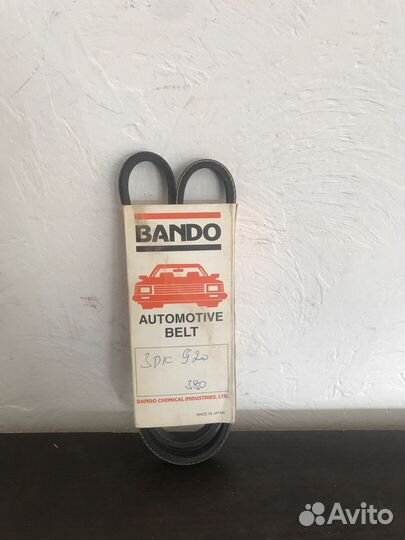 BANDO
AUTOMOTIVE
BELT
3pk 920
380
BANDO CHEMICAL INDUSTRIES, LTD.
MADE IN JAPAN
Avito